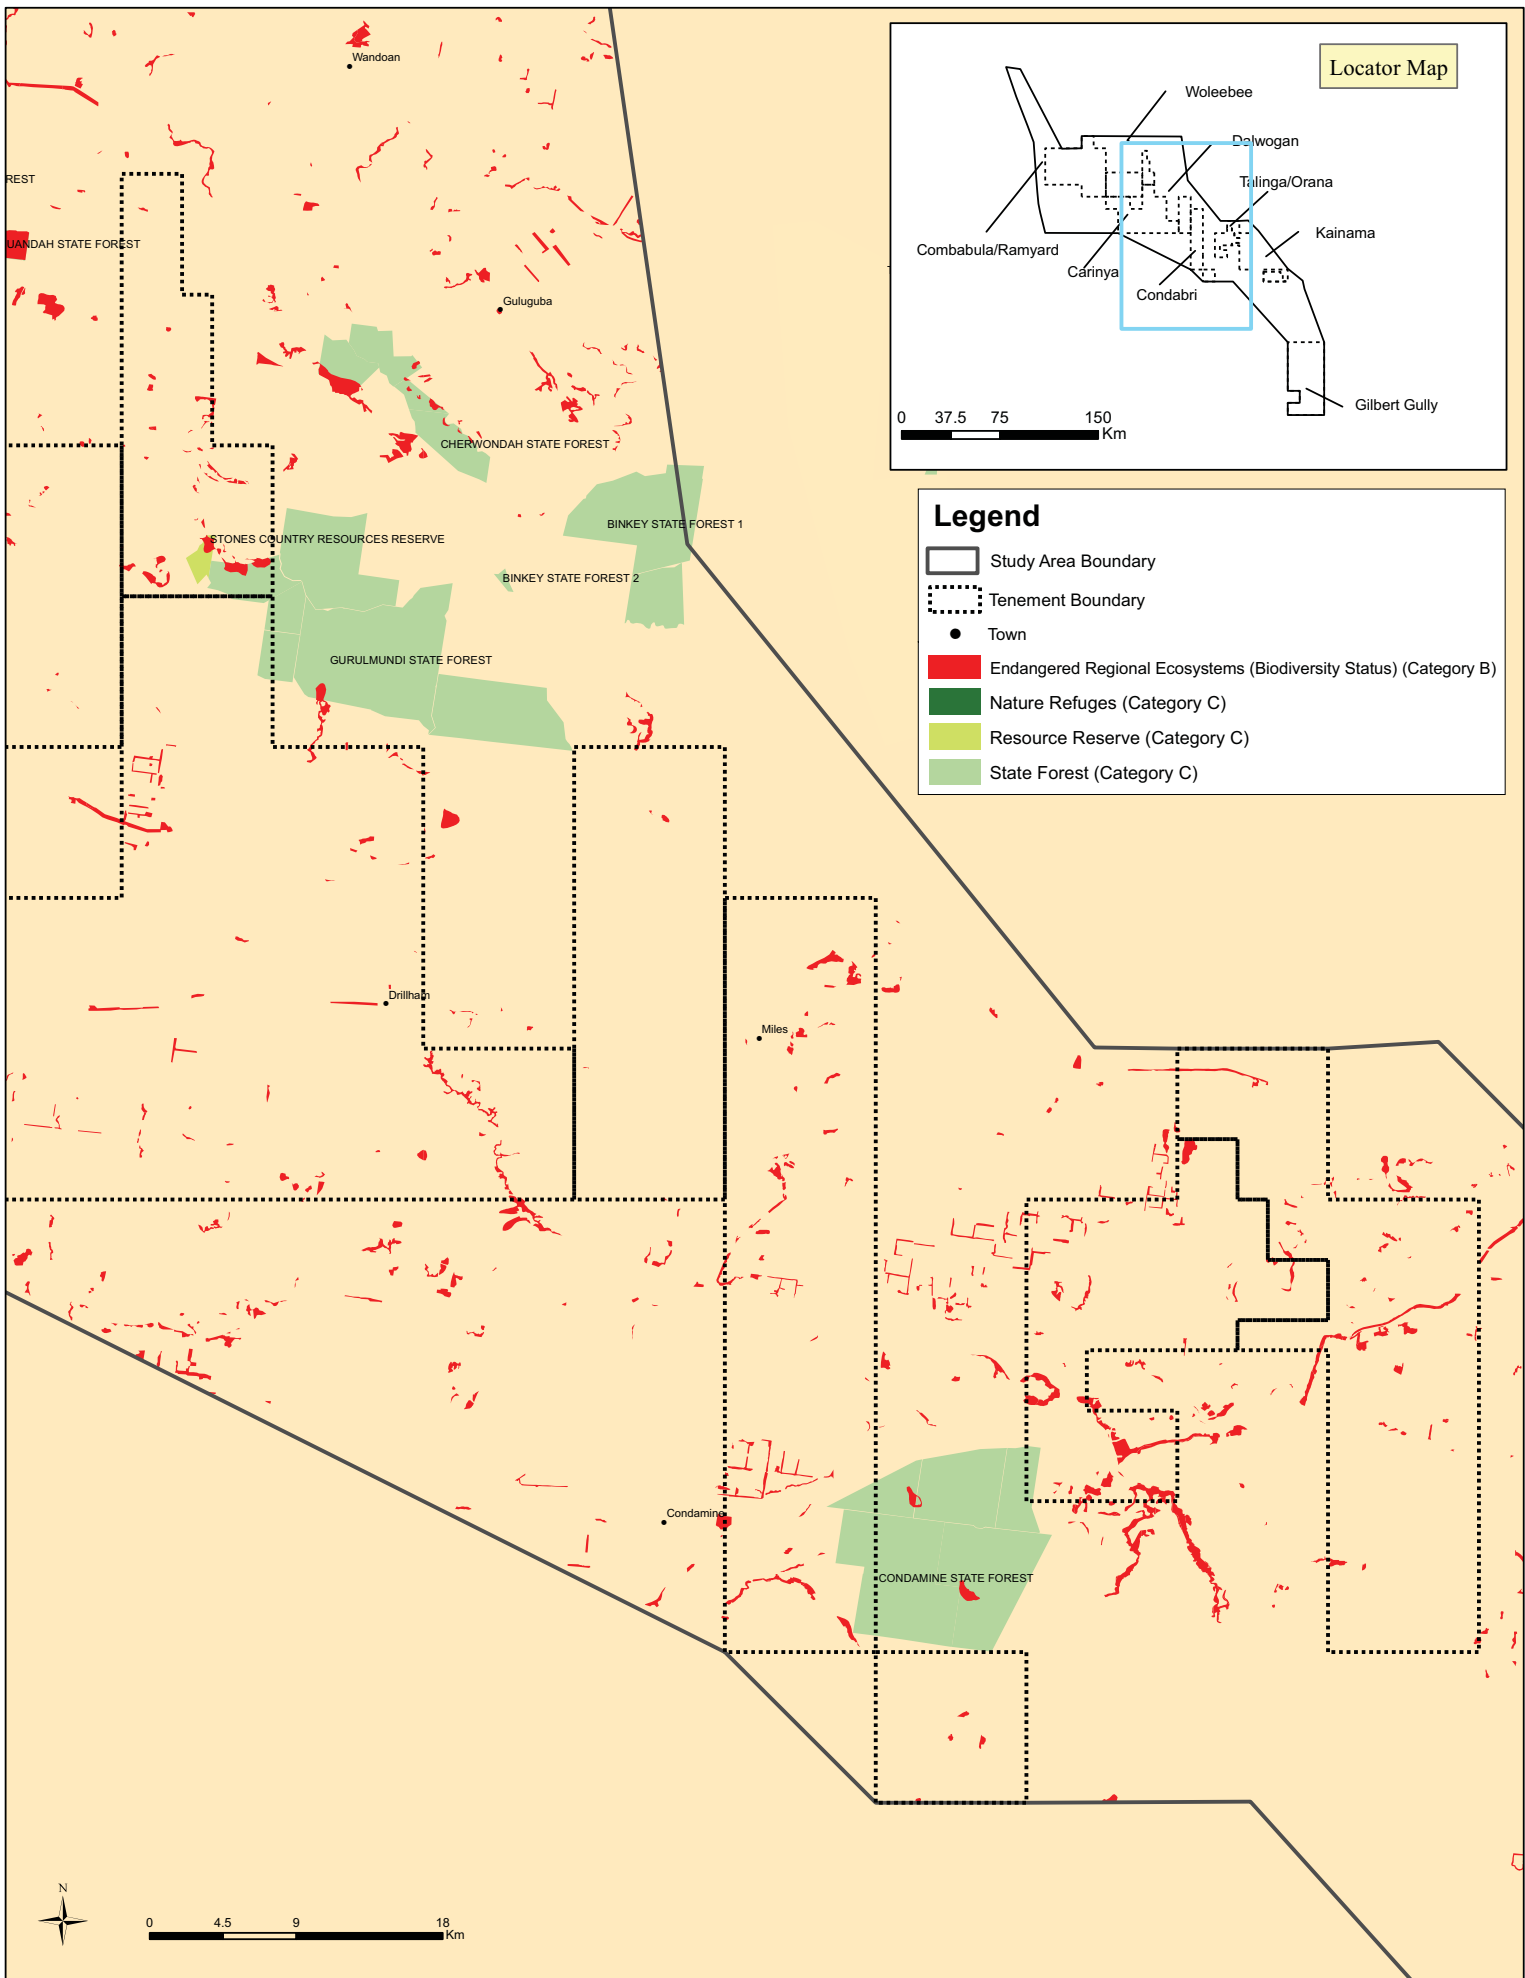 Wandoan
REST
UANDAH STATE FOREST
Guluguba
CHERWONDAH STATE FOREST
BINKEY STATE FOREST 1
STONES COUNTRY RESOURCES RESERVE
BINKEY STATE FOREST 2
GURULMUNDI STATE FOREST
Drillham
Miles
Condamine
CONDAMINE STATE FOREST
N
0 4.5 9 18
Km
Locator Map
Woleebee
Dalwogan
Talinga/Orana
Kainama
Combabula/Ramyard
Carinya
Condabri
Gilbert Gully
0 37.5 75 150
Km
Legend
Study Area Boundary
Tenement Boundary
Town
Endangered Regional Ecosystems (Biodiversity Status) (Category B)
Nature Refuges (Category C)
Resource Reserve (Category C)
State Forest (Category C)